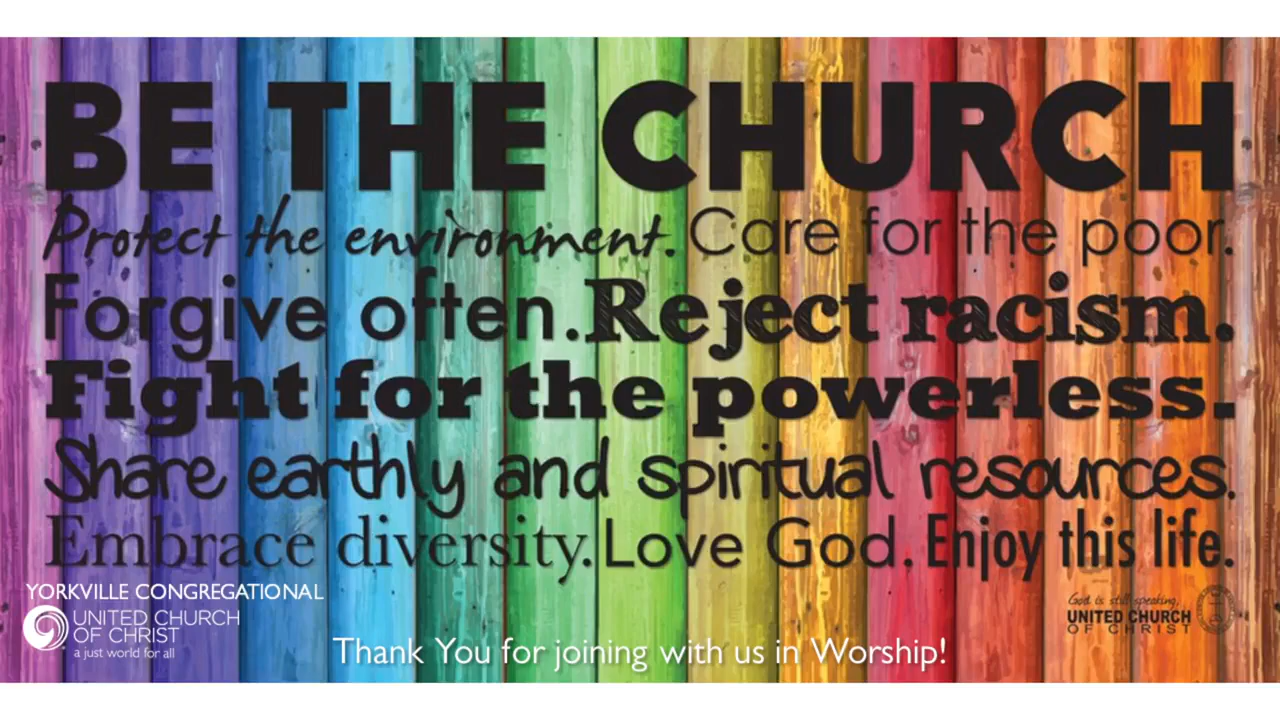 BE THE CHURCH
Protect the environment. Care for the poor.
Forgive often. Reject racism.
Fight for the powerless.
Share earthly and spiritual resources.
Embrace diversity. Love God. Enjoy this life.
YORKVILLE CONGREGATIONAL
UNITED CHURCH
OF CHRIST
a just world for all
God is still speaking,
UNITED CHURCH
OF CHRIST
Thank You for joining with us in Worship!